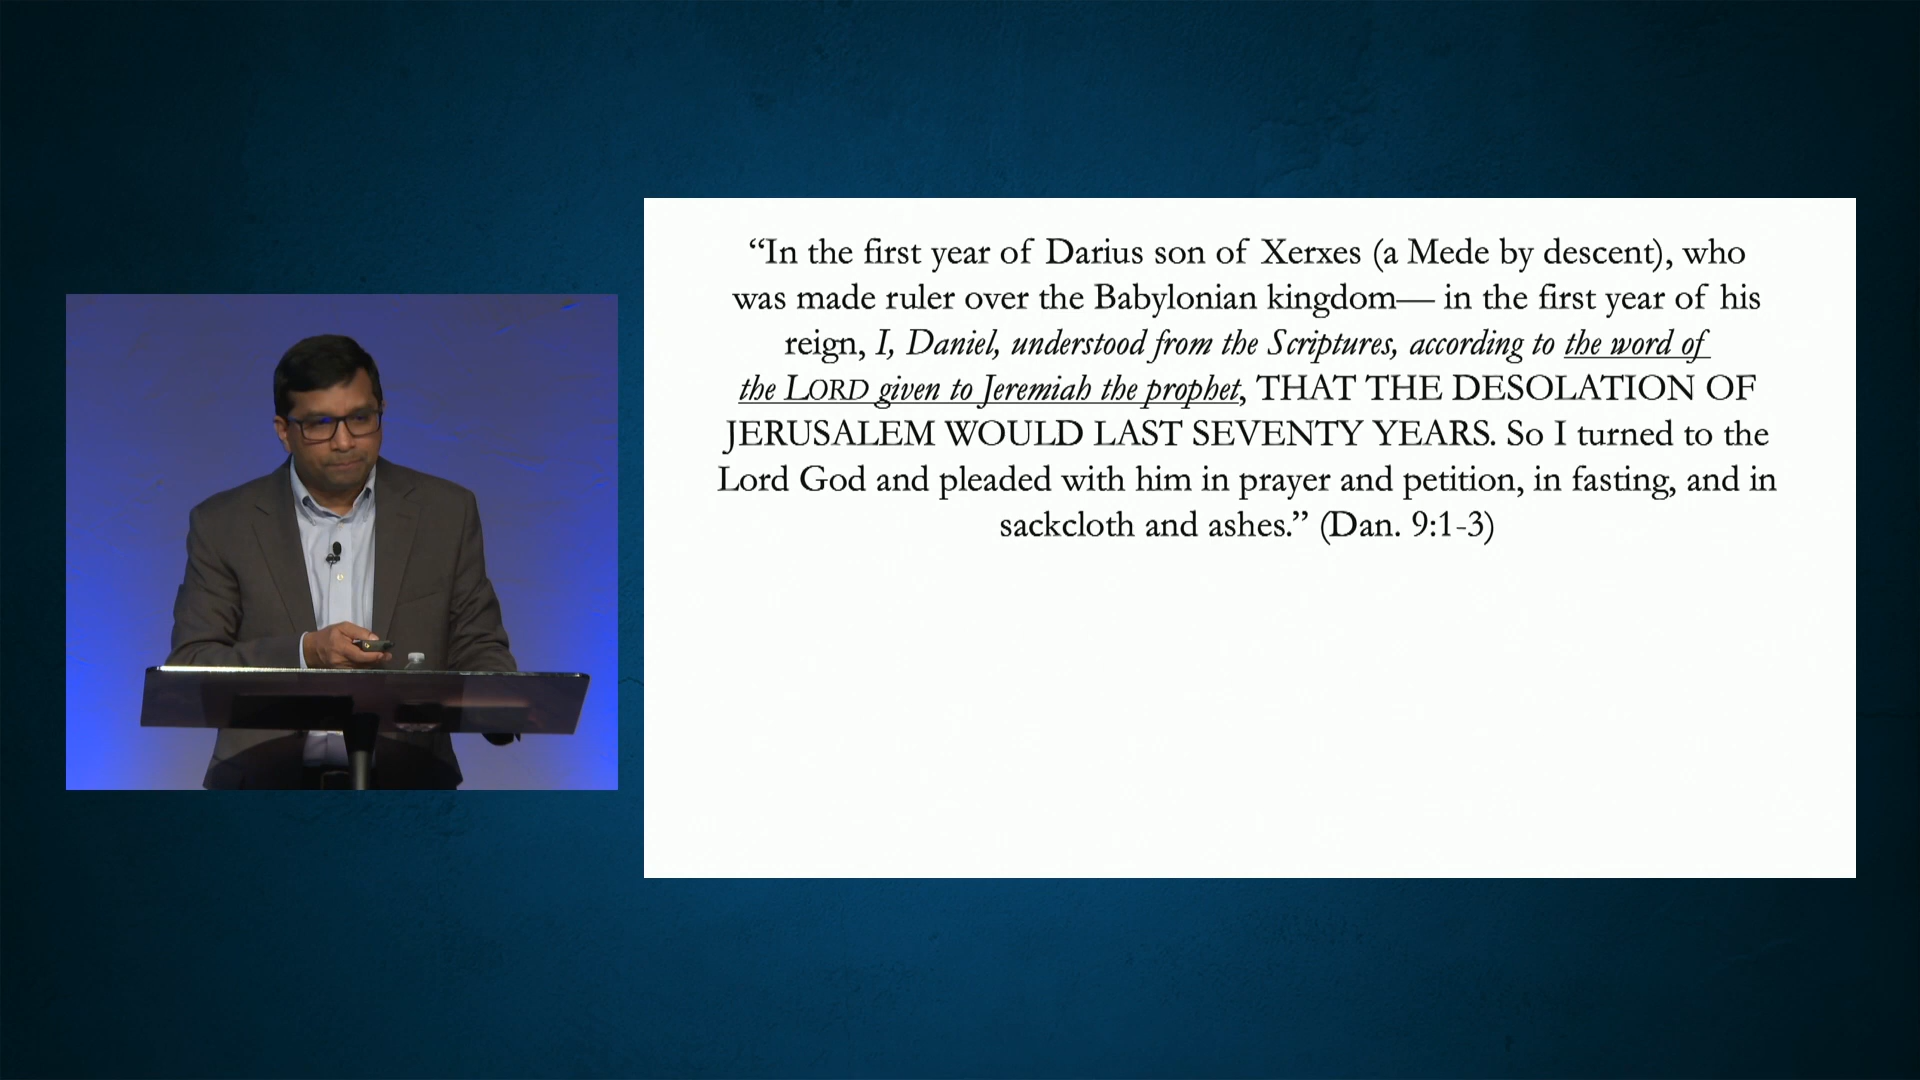 “In the first year of Darius son of Xerxes (a Mede by descent), who
was made ruler over the Babylonian kingdom— in the first year of his
reign, I, Daniel, understood from the Scriptures, according to the word of
the LORD given to Jeremiah the prophet, THAT THE DESOLATION OF
JERUSALEM WOULD LAST SEVENTY YEARS. So I turned to the
Lord God and pleaded with him in prayer and petition, in fasting, and in
sackcloth and ashes.” (Dan. 9:1-3)